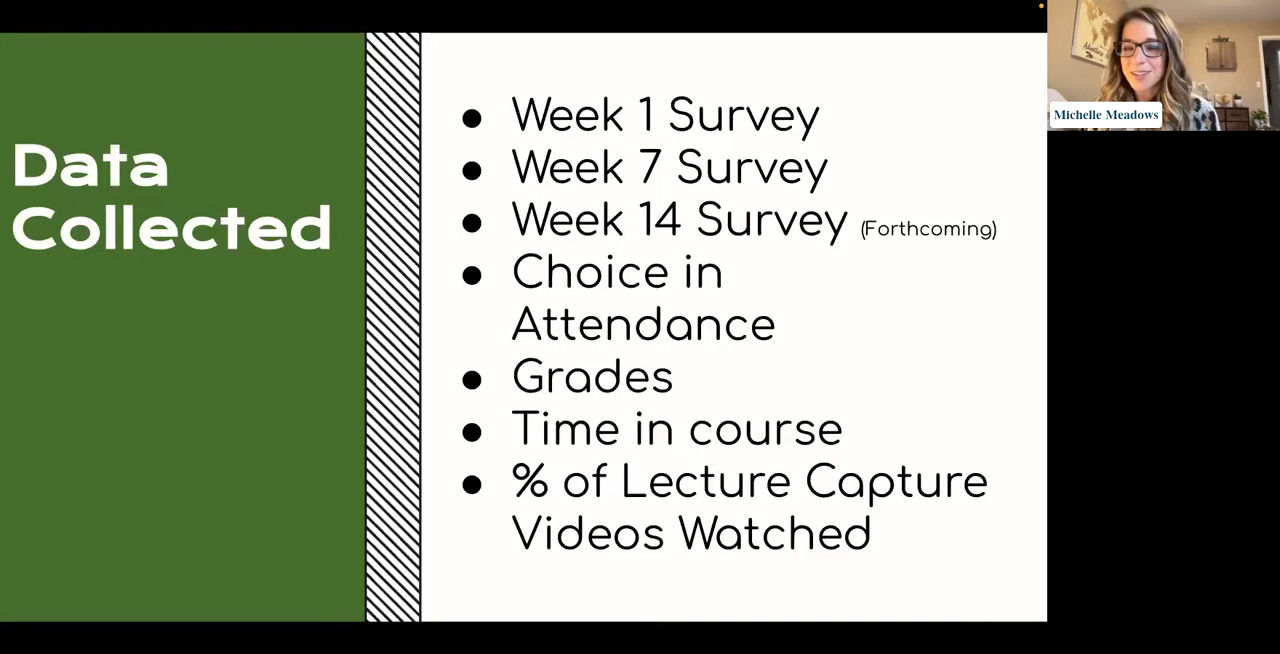 Data
Collected
● Week 1 Survey
● Week 7 Survey
● Week 14 Survey (Forthcoming)
● Choice in
Attendance
● Grades
● Time in course
● % of Lecture Capture
Videos Watched
Michelle Meadows